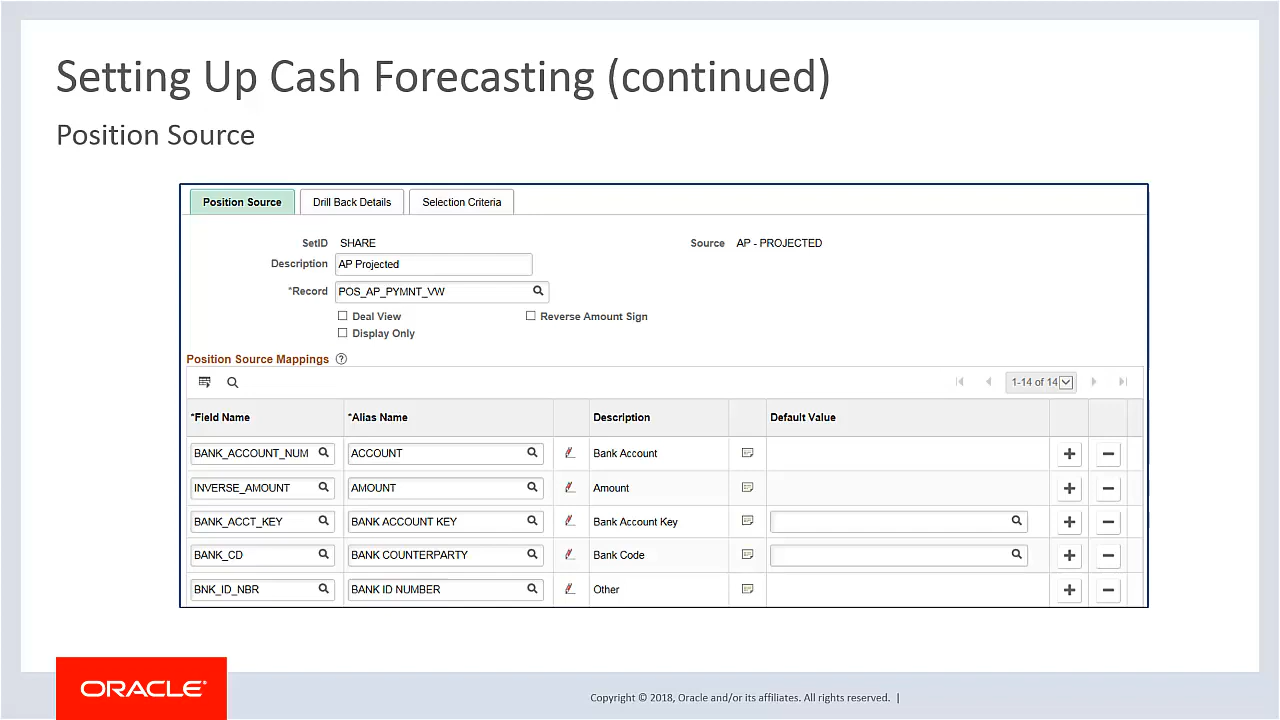 Setting Up Cash Forecasting (continued)
Position Source
Position Source Drill Back Details Selection Criteria
SetID SHARE Source AP - PROJECTED
Description AP Projected
*Record POS_AP_PYMNT_VW
Deal View Reverse Amount Sign
Display Only
Position Source Mappings ?
1-14 of 14
*Field Name *Alias Name Description Default Value
BANK_ACCOUNT_NUM ACCOUNT Bank Account + −
INVERSE_AMOUNT AMOUNT Amount + −
BANK_ACCT_KEY BANK ACCOUNT KEY Bank Account Key + −
BANK_CD BANK COUNTERPARTY Bank Code + −
BNK_ID_NBR BANK ID NUMBER Other + −
ORACLE®
Copyright © 2018, Oracle and/or its affiliates. All rights reserved. |